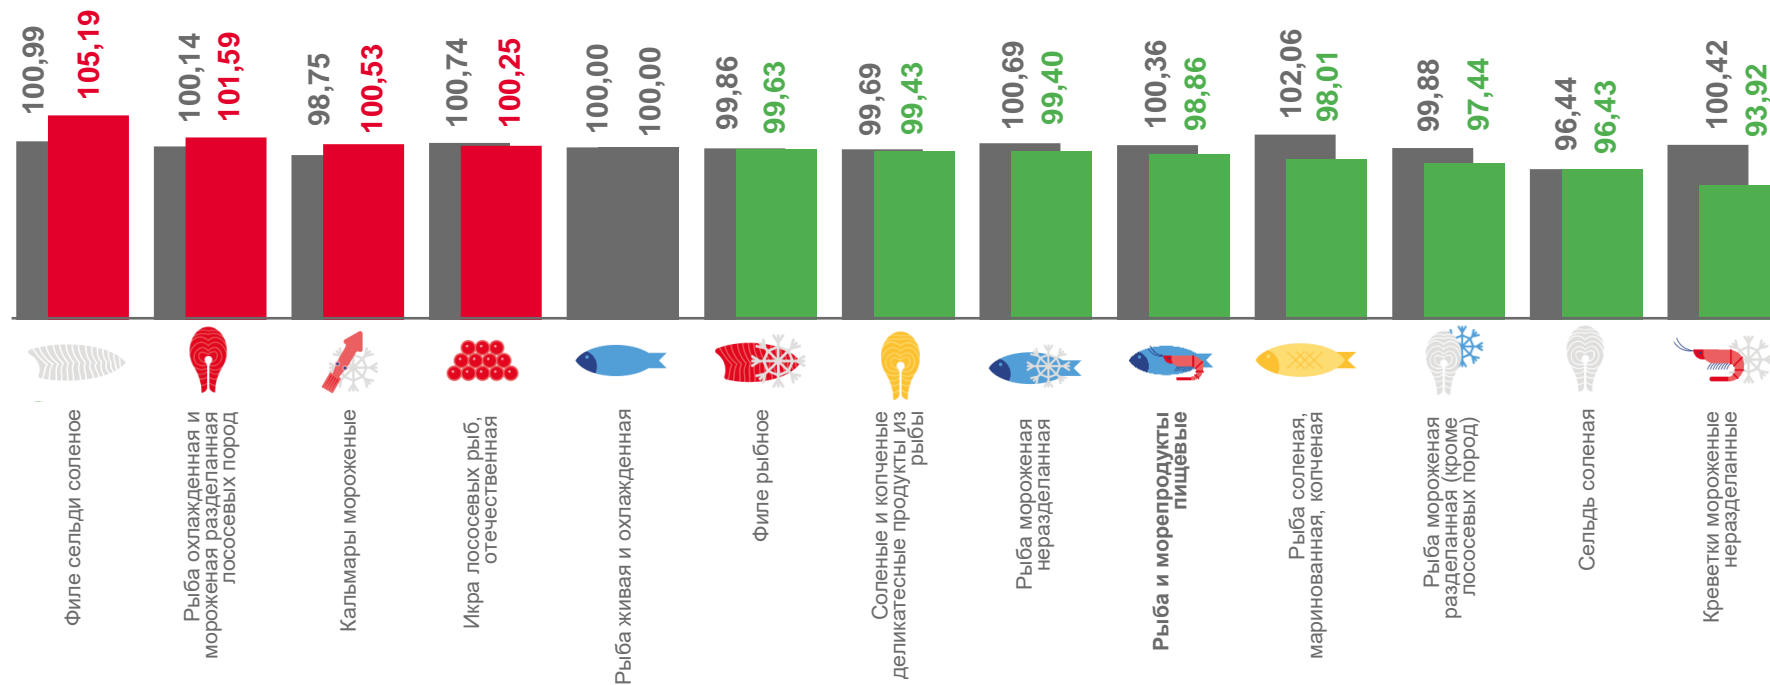 100,99
105,19
100,14
101,59
98,75
100,53
100,74
100,25
100,00
100,00
99,86
99,63
99,69
99,43
100,69
99,40
100,36
98,86
102,06
98,01
99,88
97,44
96,44
96,43
100,42
93,92
Филе сельди соленое
Рыба охлажденная и
мороженая разделанная
лососевых пород
Кальмары мороженые
Икра лососевых рыб,
отечественная
Рыба живая и охлажденная
Филе рыбное
Соленые и копченые
деликатесные продукты из
рыбы
Рыба мороженая
неразделанная
Рыба и морепродукты
пищевые
Рыба соленая,
маринованная, копченая
Рыба мороженая
разделанная (кроме
лососевых пород)
Сельдь соленая
Креветки мороженые
неразделанные